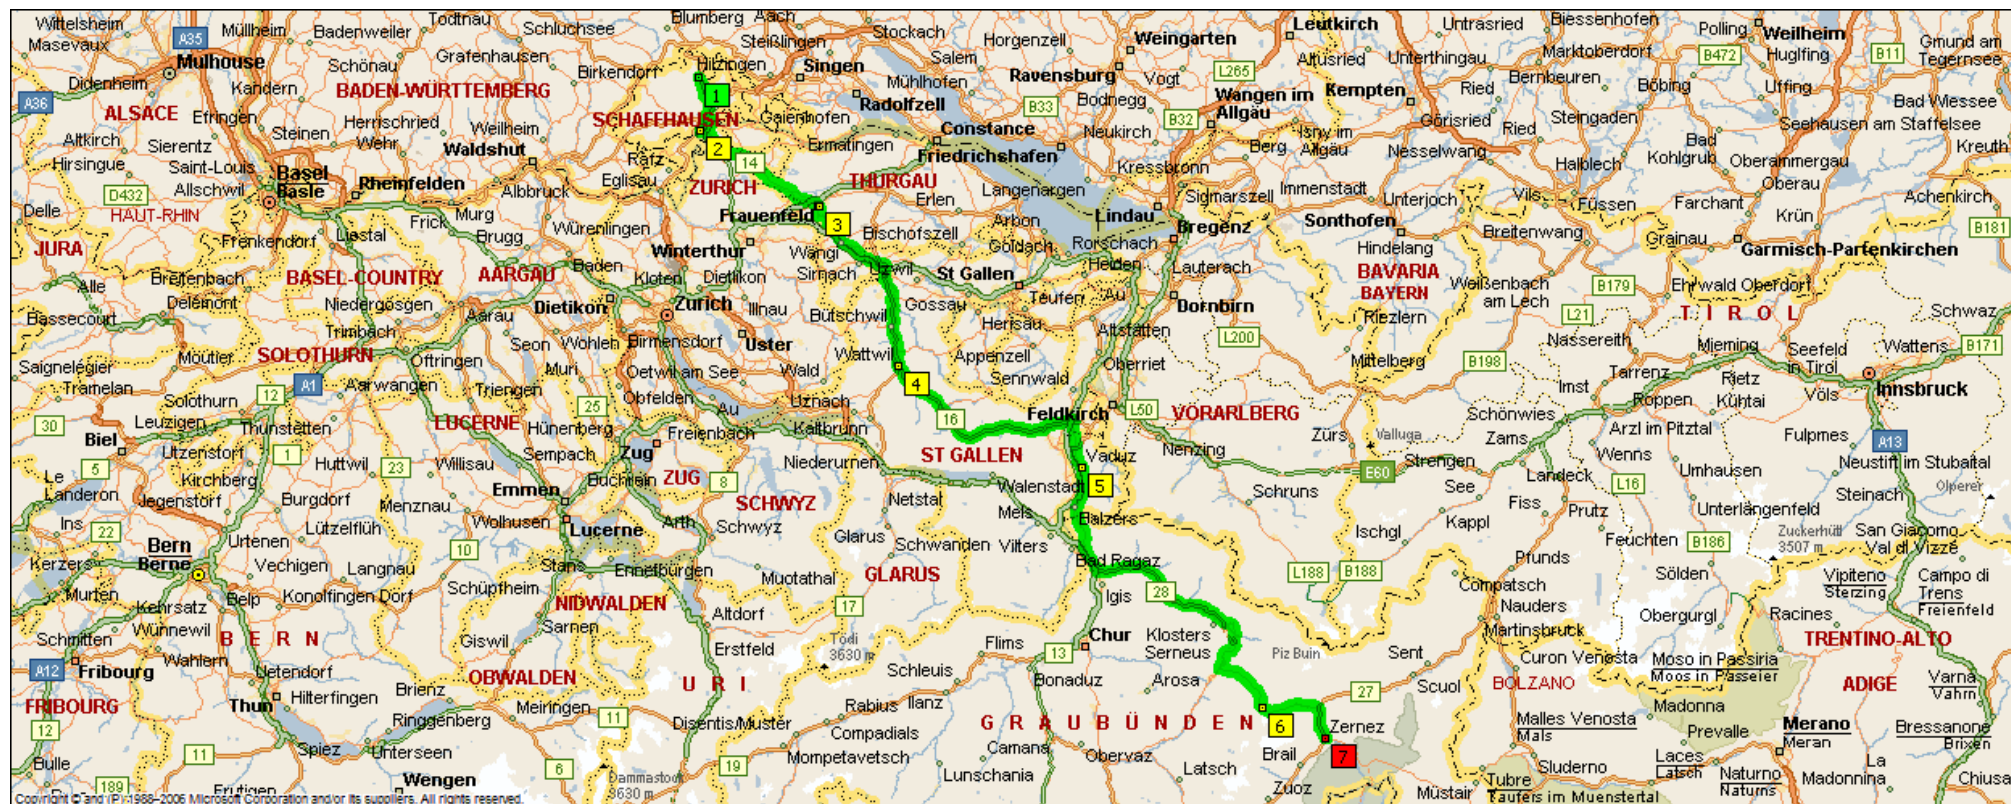 Wittelsheim
Müllheim
Badenweiler
Todtnau
Schluchsee
Blumberg
Aach
Stockach
Horgenzell
Weingarten
Leutkirch
Untrasried
Biessenhofen
Polling
Weilheim
Gmund am
Tegernsee
Masevaux
A35
Mulhouse
Schönau
Grafenhausen
Steißlingen
Salem
Altusried
Unterthingau
Marktoberdorf
B472
Huglfing
B11
Didenheim
Kandern
Birkendorf
Hilzingen
Singen
Mühlhofen
Ravensburg
Vogt
L265
Kempten
Bernbeuren
Böbing
Uffing
A36
ALSACE
Efringen
BADEN-WÜRTTEMBERG
1
Radolfzell
B33
Bodnegg
Wangen im
Allgäu
Ried
Bad Wiessee
Altkirch
Steinen
Herrischried
Weilheim
SCHAFFHAUSEN
Gaienhofen
Constance
Neukirch
B32
Isny im
Allgäu
Görisried
Ried
Steingaden
Seehausen am Staffelsee
Hirsingue
Sierentz
Wehr
Waldshut
Rafz
2
14
Ermatingen
Friedrichshafen
Kressbronn
Berg
Nesselwang
Halblech
Bad
Kohlgrub
Oberammergau
Kreuth
Saint-Louis
Basel
Basle
Allschwil
D432
Rheinfelden
Albbruck
Eglisau
ZURICH
THURGAU
Langenargen
Sigmarszell
Immenstadt
Unterjoch
Vils
Füssen
Oberau
Farchant
Achenkirch
Delle
HAUT-RHIN
Frick
Murg
Brugg
Würenlingen
Frauenfeld
3
Erlen
Arbon
Lindau
Bregenz
Sonthofen
Breitenwang
Krün
B181
JURA
Frenkendorf
Liestal
Winterthur
Wängi
Bischofszell
Goldach
Rorschach
Hindelang
Grainau
Garmisch-Partenkirchen
Breitenbach
BASEL-COUNTRY
AARGAU
Baden
Kloten
Dietlikon
Sirnach
Uzwil
St Gallen
Heiden
Lauterach
BAVARIA
BAYERN
Weißenbach
am Lech
B179
Ehrwald
Oberdorf
Alle
Delémont
Niedergösgen
Dietikon
Zurich
Illnau
Gossau
Teufen
Au
Dornbirn
TIROL
Bassecourt
Trimbach
Aarau
Bütschwil
Herisau
Altstätten
Riezlern
L21
Schwaz
Moutier
SOLOTHURN
Oftringen
Seon
Wohlen
Birmensdorf
Uster
Wattwil
Appenzell
Oberriet
L200
Mittelberg
B198
Nassereith
Mieming
Seefeld
in Tirol
Wattens
B171
Saignelégier
Tramelan
A1
Aarwangen
Triengen
Muri
Oetwil am See
Wald
4
Sennwald
Imst
Tarrenz
Rietz
Kühtai
Völs
Innsbruck
Solothurn
12
25
Obfelden
Au
Uznach
16
Feldkirch
L50
VORARLBERG
Schönwies
Roppen
30
Leuzigen
Thunstetten
LUCERNE
Hünenberg
Freienbach
Kaltbrunn
Zürs
Valluga
Zams
Arzl im Pitztal
Fulpmes
A13
Biel
Utzenstorf
1
Huttwil
23
Willisau
Sempach
Zug
Niederurnen
ST GALLEN
Vaduz
Nenzing
Strengen
Wenns
Neustift im Stubaital
Le
Landeron
5
Kirchberg
Jegenstorf
Burgdorf
Menznau
Emmen
Buchrain
ZUG
8
SCHWYZ
Netstal
Walenstadt
5
Schruns
E60
See
Landeck
Fiss
L16
Umhausen
Steinach
Olperer
Ins
22
Urtenen
Lützelflüh
Wolhusen
Lucerne
Arth
Schwyz
Glarus
Mels
Balzers
Ischgl
Kappl
Prutz
Unterlängenfeld
Zuckerhütl
3507 m
San Giacomo
Val di Vizze
Kerzers
Bern
Berne
Vechigen
Langnau
10
Stans
Ennetbürgen
Schwanden
Vilters
Bad Ragaz
Feuchten
B186
Murten
Kehrsatz
Belp
Konolfingen Dorf
Schüpfheim
NIDWALDEN
Muotathal
GLARUS
Igis
28
L188
B188
Pfunds
Compatsch
Sölden
Vipiteno
Sterzing
Campo di
Trens
Freienfeld
Schmitten
Wünnewil
BERN
Giswil
Sarnen
Altdorf
17
Nauders
Martinsbruck
Obergurgl
Racines
TRENTINO-ALTO
ADIGE
A12
Fribourg
Wahlern
Uetendorf
Erstfeld
Tödi
3630 m
Flims
13
Chur
Klosters
Serneus
Piz Buin
Sent
Curon Venosta
Moso in Passiria
Moos in Passeier
FRIBOURG
Thun
Hilterfingen
OBWALDEN
URI
Schleuis
Bonaduz
Arosa
27
Scuol
BOLZANO
Madonna
Varna
Vahrn
12
Brienz
Meiringen
11
Disentis/Muster
Rabius
Ilanz
GRAUBÜNDEN
6
Zernez
Malles Venosta
Mals
Prevalle
Merano
Meran
Bressanone
Brixen
Bulle
11
Spiez
Ringgenberg
Unterseen
Compadials
Mompetavetsch
Camana
Obervaz
Brail
7
Laces
Latsch
La
Madonnina
189
Frutigen
Wengen
6
Dammastock
3630 m
19
Lunschania
Latsch
Zuoz
Müstair
Sluderno
Tubre
Taufers im Muenstertal
Naturno
Naturns
Chiusa
Copyright © and (P) 1988–2006 Microsoft Corporation and/or its suppliers. All rights reserved.